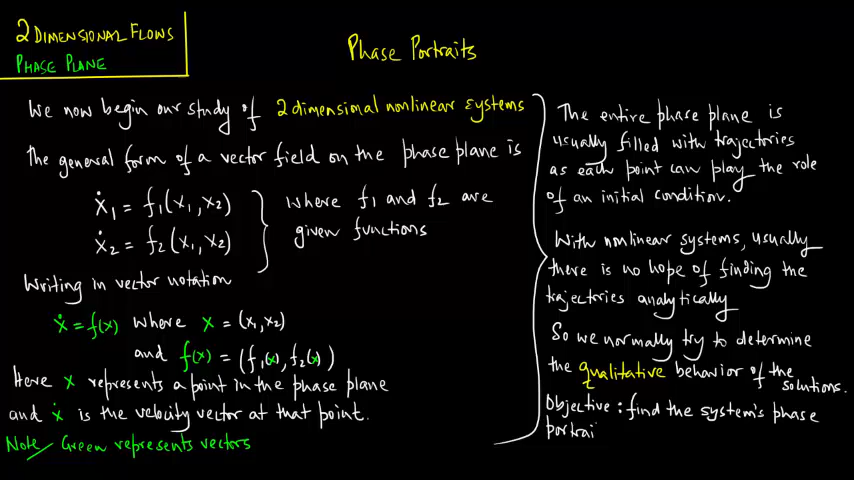 2 DIMENSIONAL FLOWS
PHASE PLANE
Phase Portraits
We now begin our study of 2 dimensional nonlinear systems
The general form of a vector field on the phase plane is
ẋ1 = f1(x1, x2)
ẋ2 = f2(x1, x2)
where f1 and f2 are
given functions
Writing in vector notation
ẋ = f(x) where x = (x1, x2)
and f(x) = (f1(x), f2(x))
Here x represents a point in the phase plane
and ẋ is the velocity vector at that point.
Note/ Green represents vectors
The entire phase plane is
usually filled with trajectories
as each point can play the role
of an initial condition.
With nonlinear systems, usually
there is no hope of finding the
trajectories analytically
So we normally try to determine
the qualitative behavior of the
solutions.
Objective: find the system's phase
portrai